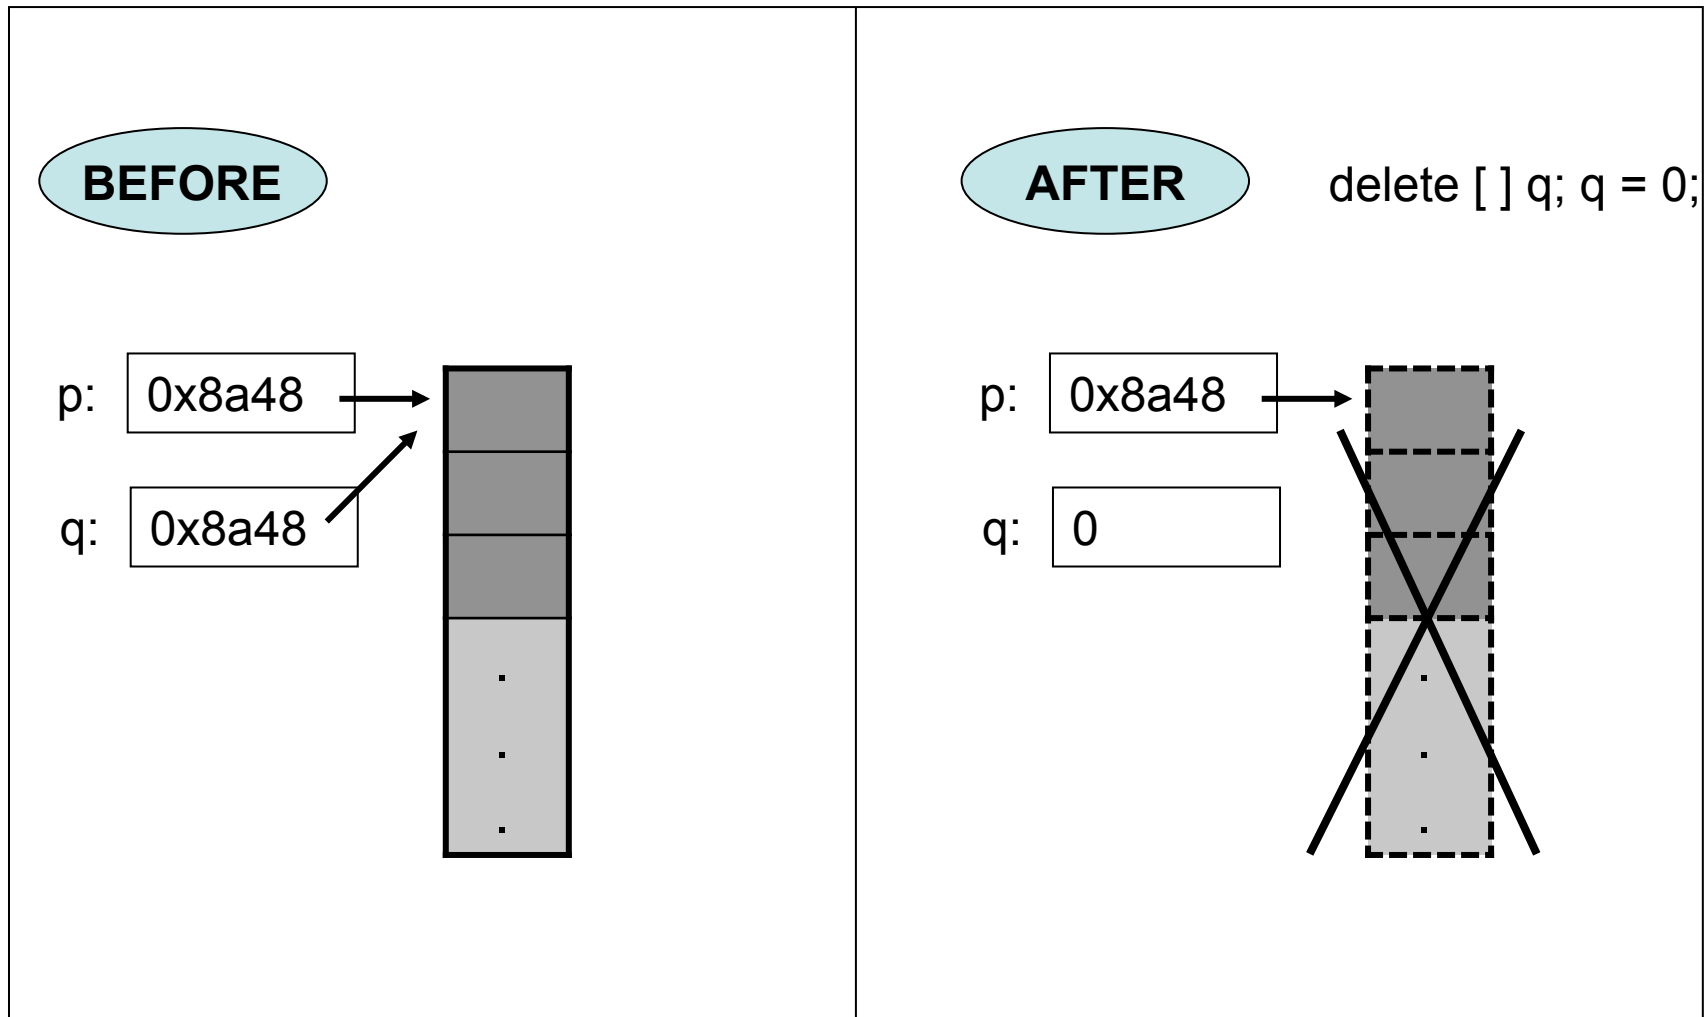 BEFORE
p: 0x8a48
q: 0x8a48
.
.
.
AFTER delete [ ] q; q = 0;
p: 0x8a48
q: 0
.
.
.